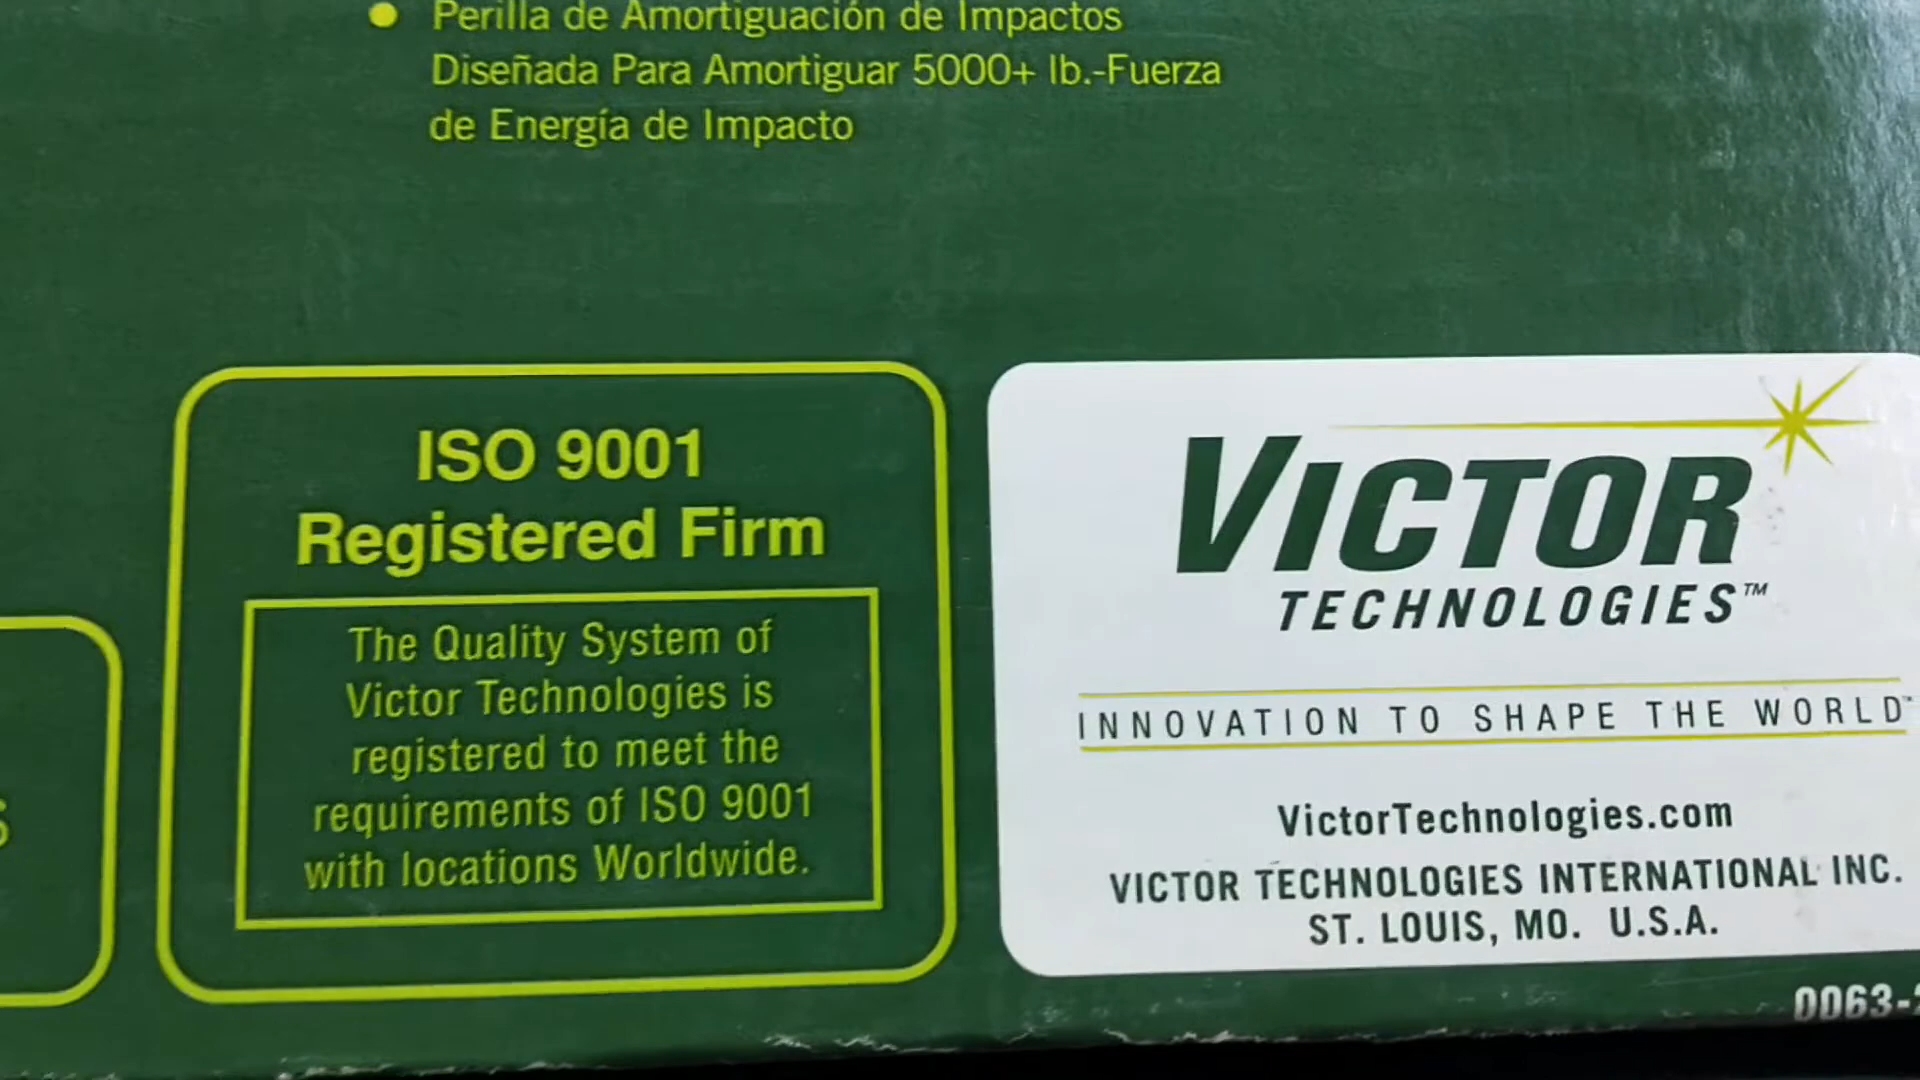 Perilla de Amortiguación de Impactos
Diseñada Para Amortiguar 5000+ lb.-Fuerza
de Energía de Impacto
ISO 9001
Registered Firm
The Quality System of
Victor Technologies is
registered to meet the
requirements of ISO 9001
with locations Worldwide.
VICTOR
TECHNOLOGIES™
INNOVATION TO SHAPE THE WORLD™
VictorTechnologies.com
VICTOR TECHNOLOGIES INTERNATIONAL INC.
ST. LOUIS, MO. U.S.A.